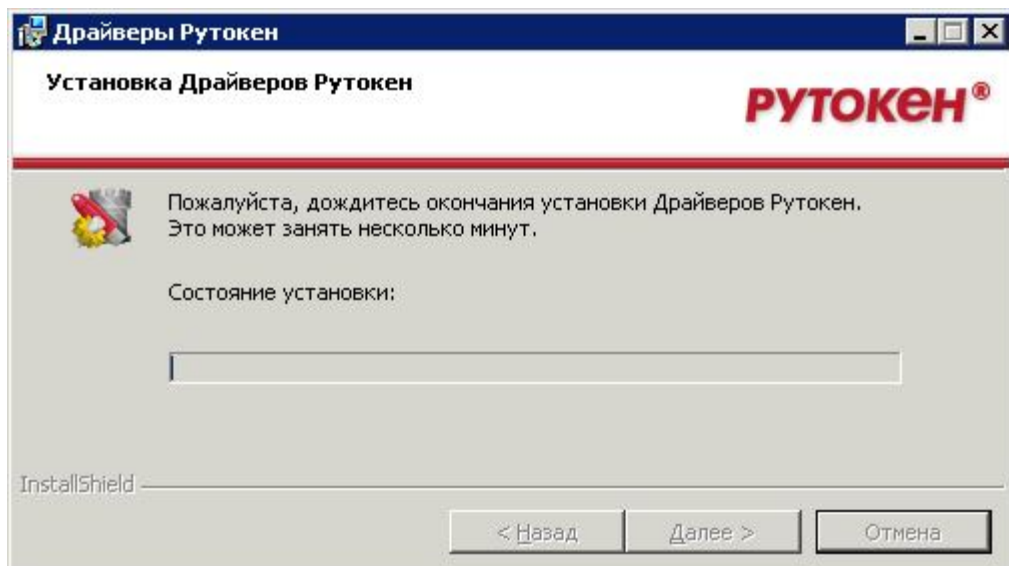 Драйверы Рутокен
Установка Драйверов Рутокен
РУТОКЕН®
Пожалуйста, дождитесь окончания установки Драйверов Рутокен.
Это может занять несколько минут.
Состояние установки:
InstallShield
< Назад
Далее >
Отмена